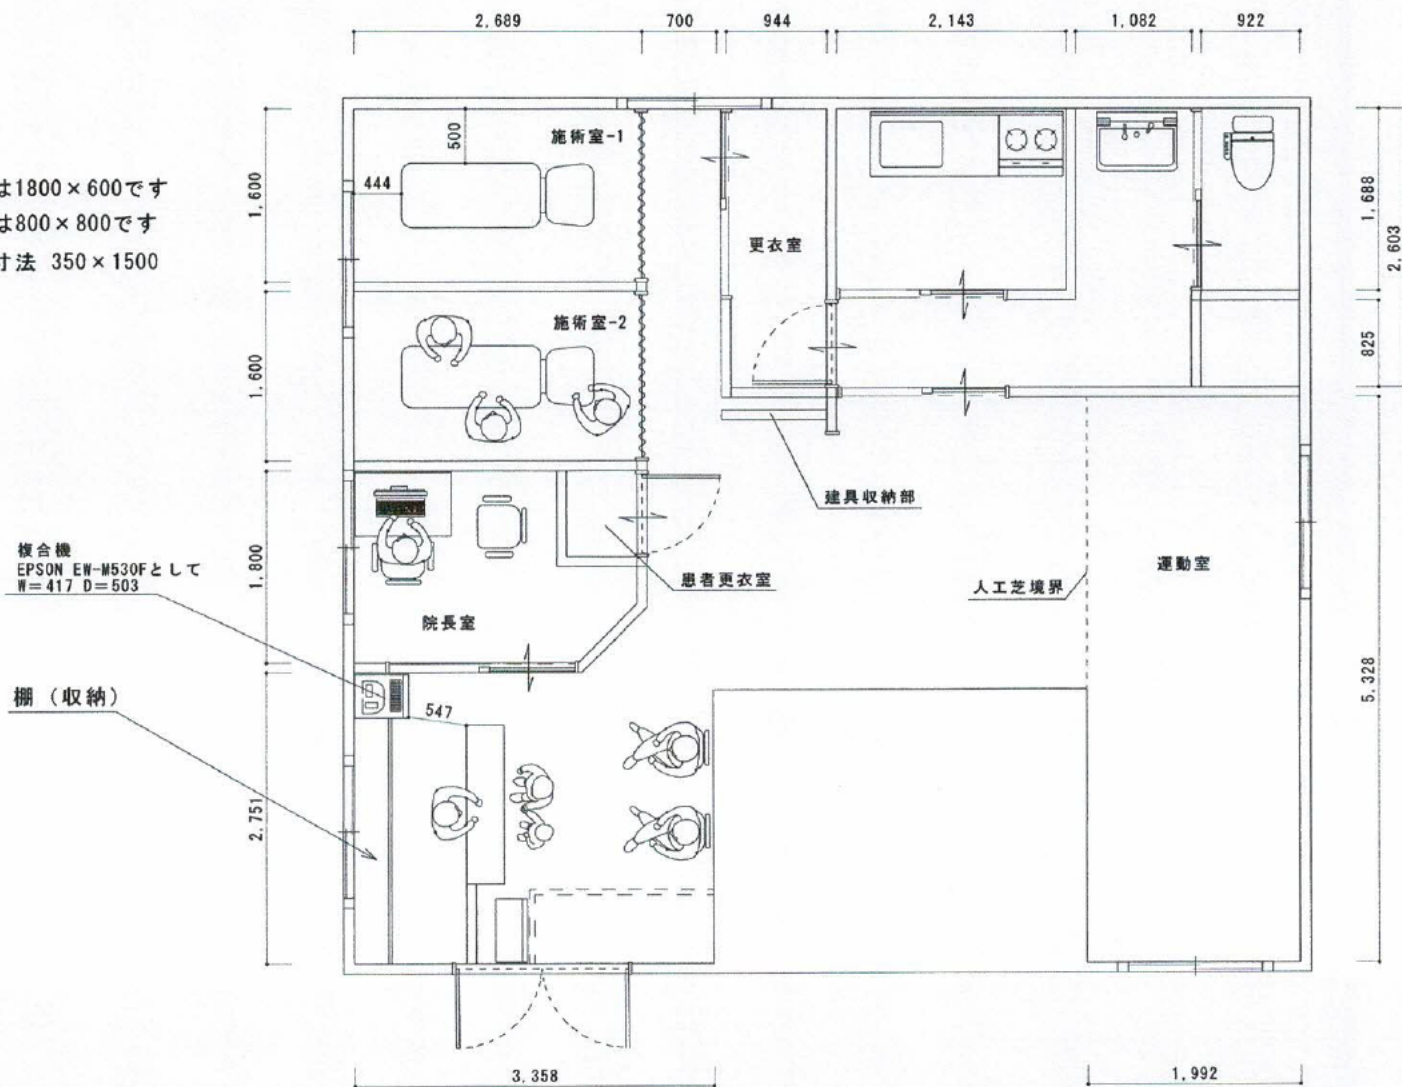 2,689
700
944
2,143
1,082
922
は1800×600です
は800×800です
寸法 350×1500
施術室-1
500
444
1,600
更衣室
1,688
2,603
825
施術室-2
1,600
建具収納部
1,800
患者更衣室
人工芝境界
運動室
5,328
複合機
EPSON EW-M530Fとして
W=417 D=503
院長室
棚(収納)
547
2,751
3,358
1,992